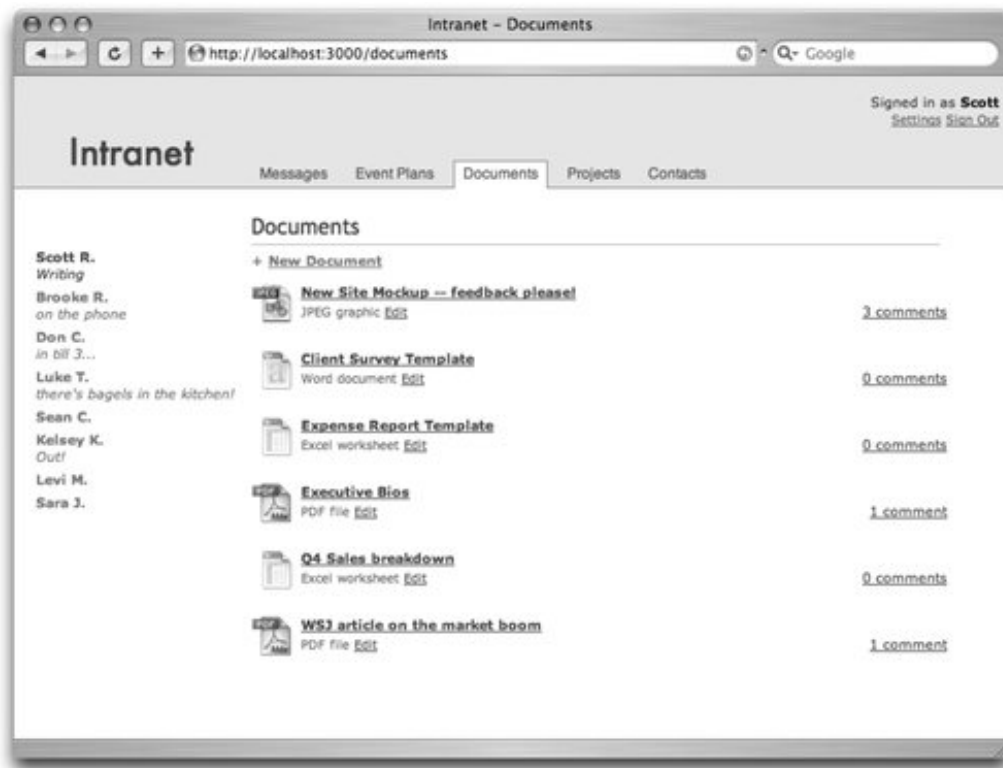 Intranet – Documents
http://localhost:3000/documents
Google
Signed in as Scott
Settings Sign Out
Intranet
Messages Event Plans Documents Projects Contacts
Scott R.
Writing
Brooke R.
on the phone
Don C.
in till 3...
Luke T.
there's bagels in the kitchen!
Sean C.
Kelsey K.
Out!
Levi M.
Sara J.
Documents
+ New Document
New Site Mockup -- feedback please!
JPEG graphic Edit
3 comments
Client Survey Template
Word document Edit
0 comments
Expense Report Template
Excel worksheet Edit
0 comments
Executive Bios
PDF file Edit
1 comment
Q4 Sales breakdown
Excel worksheet Edit
0 comments
WSJ article on the market boom
PDF file Edit
1 comment